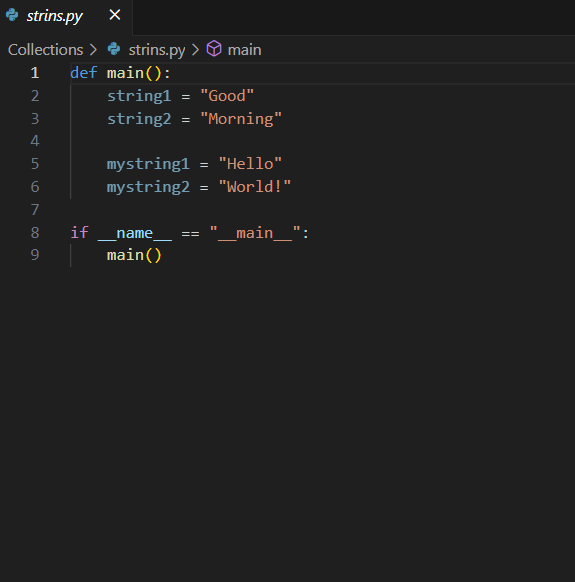 strins.py
Collections > strins.py > main
1 def main():
2     string1 = "Good"
3     string2 = "Morning"
4
5     mystring1 = "Hello"
6     mystring2 = "World!"
7
8 if __name__ == "__main__":
9     main()